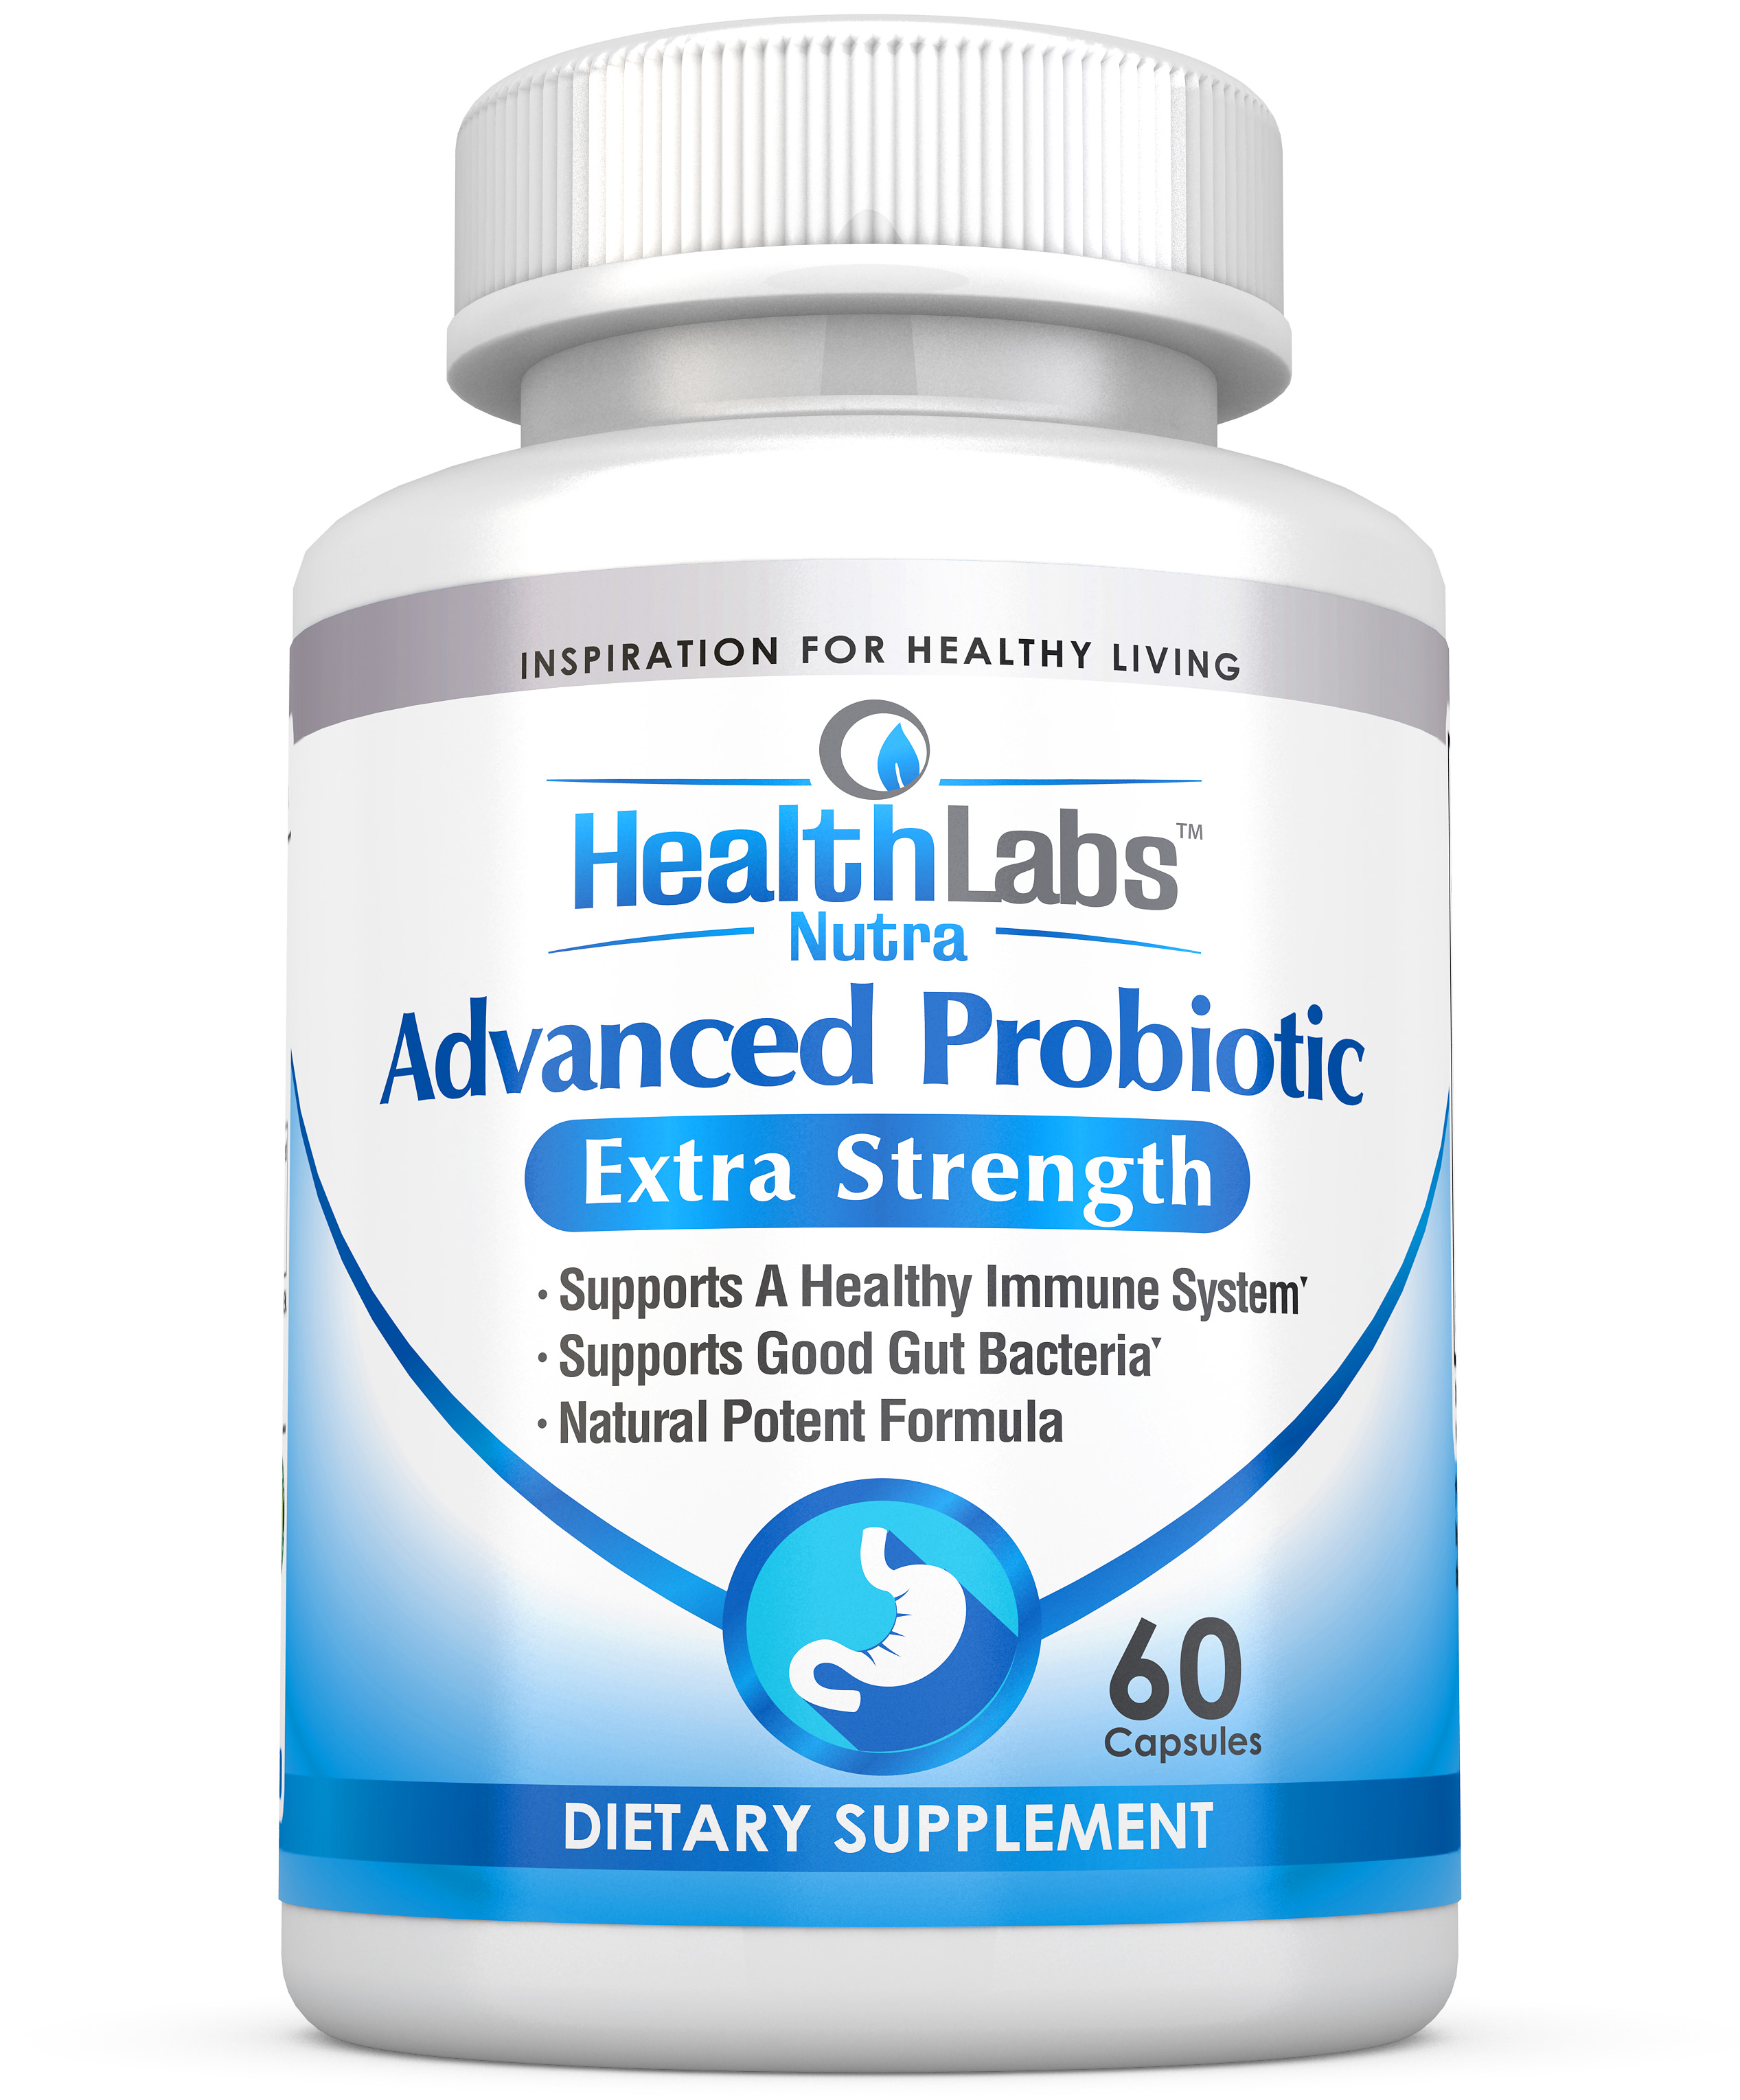 INSPIRATION FOR HEALTHY LIVING
HealthLabs™
Nutra
Advanced Probiotic
Extra Strength
· Supports A Healthy Immune System▾
· Supports Good Gut Bacteria▾
· Natural Potent Formula
60
Capsules
DIETARY SUPPLEMENT